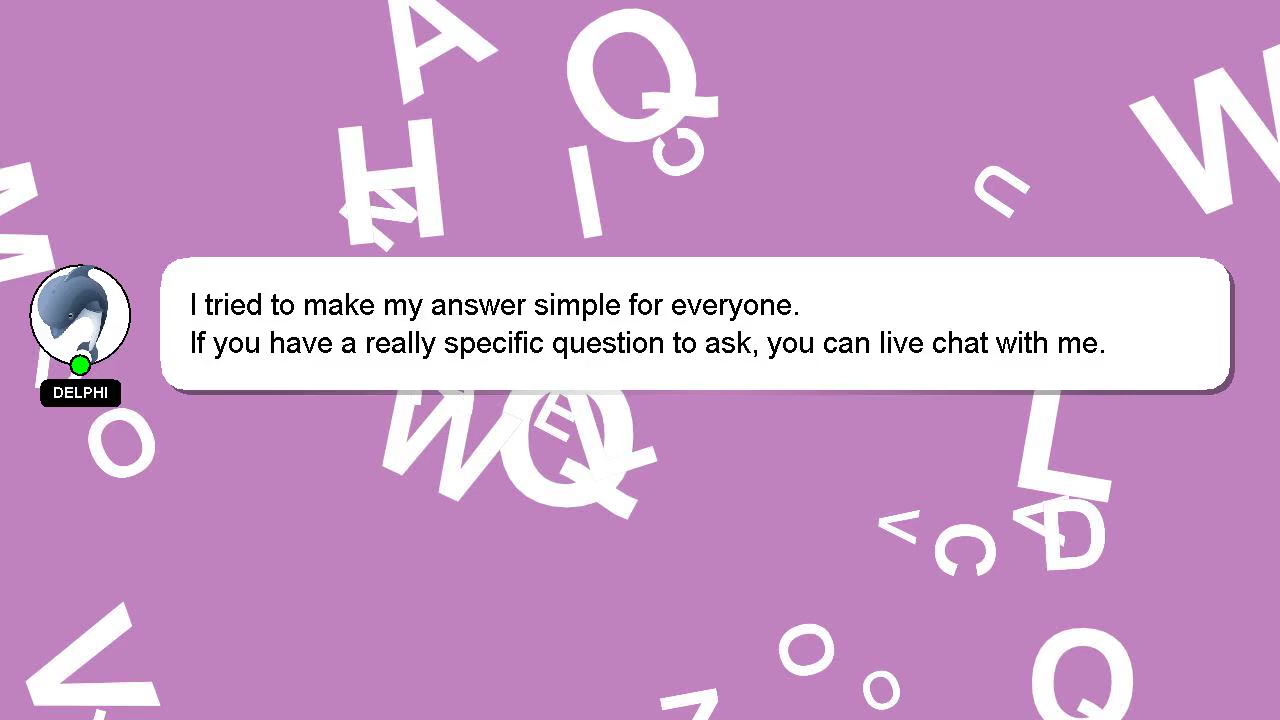 A
Q
C
H
I
M
W
U
M
I tried to make my answer simple for everyone.
If you have a really specific question to ask, you can live chat with me.
DELPHI
O
W
Q
E
L
V
C
A
D
V
O
O
Q